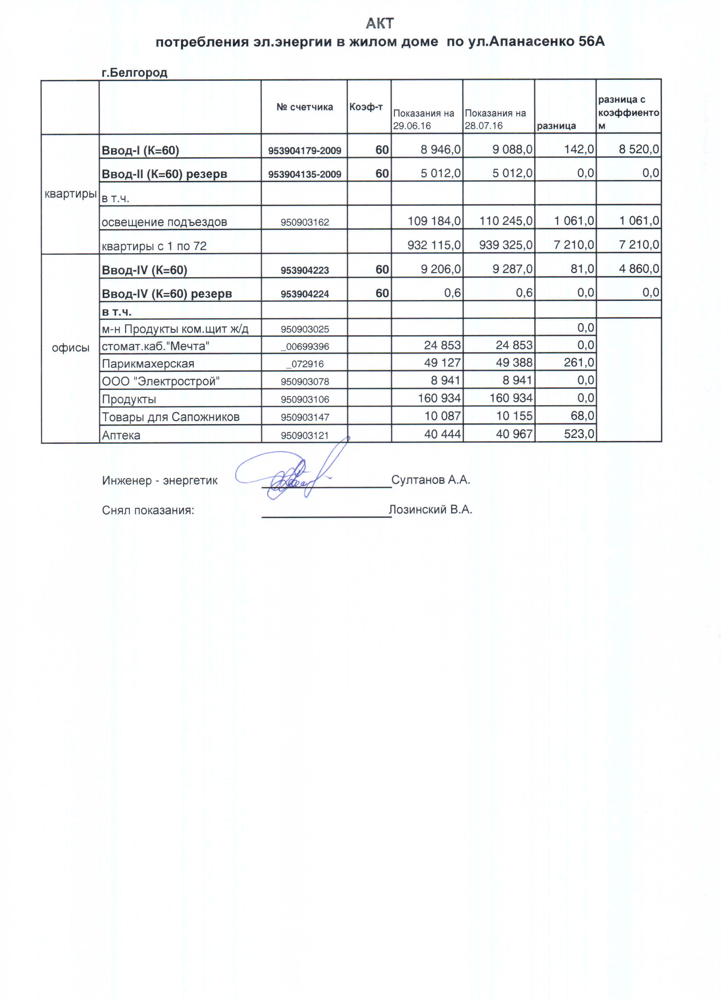 АКТ
потребления эл.энергии в жилом доме по ул.Апанасенко 56А
г.Белгород
№ счетчика Коэф-т Показания на 29.06.16 Показания на 28.07.16 разница разница с коэффиенто м
квартиры
Ввод-I (К=60) 953904179-2009 60 8 946,0 9 088,0 142,0 8 520,0
Ввод-II (К=60) резерв 953904135-2009 60 5 012,0 5 012,0 0,0 0,0
в т.ч.
освещение подъездов 950903162 109 184,0 110 245,0 1 061,0 1 061,0
квартиры с 1 по 72 932 115,0 939 325,0 7 210,0 7 210,0
офисы
Ввод-IV (К=60) 953904223 60 9 206,0 9 287,0 81,0 4 860,0
Ввод-IV (К=60) резерв 953904224 60 0,6 0,6 0,0 0,0
в т.ч.
м-н Продукты ком.щит ж/д 950903025 0,0
стомат.каб."Мечта" _00699396 24 853 24 853 0,0
Парикмахерская _072916 49 127 49 388 261,0
ООО "Электрострой" 950903078 8 941 8 941 0,0
Продукты 950903106 160 934 160 934 0,0
Товары для Сапожников 950903147 10 087 10 155 68,0
Аптека 950903121 40 444 40 967 523,0
Инженер - энергетик Султанов А.А.
Снял показания: Лозинский В.А.